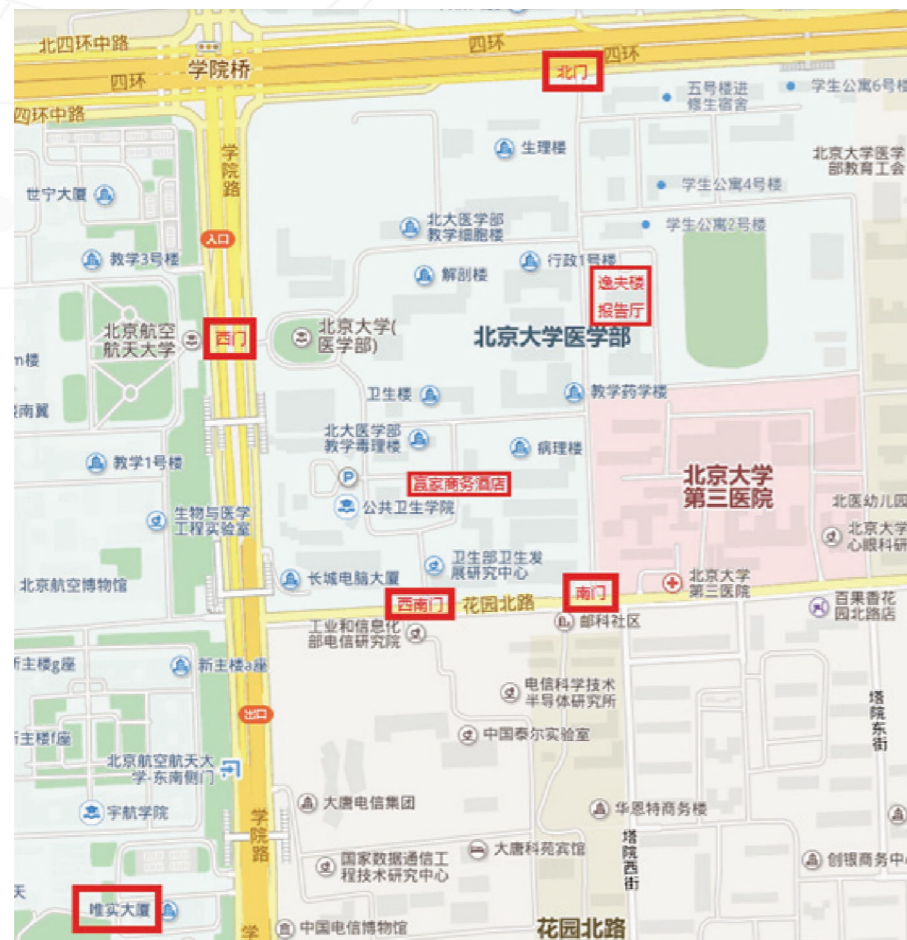 北四环中路
四环
四环
北门
学院桥
四环
五号楼进
修生宿舍
学生公寓6号楼
四环中路
学院路
生理楼
北京大学医学
部教育工会
世宁大厦
学生公寓4号楼
北大医学部
教学细胞楼
学生公寓2号楼
入口
教学3号楼
解剖楼
行政1号楼
逸夫楼
报告厅
北京航空
航天大学
西门
北京大学(
医学部)
北京大学医学部
m楼
卫生楼
教学药学楼
南翼
北大医学部
教学毒理楼
病理楼
教学1号楼
P
赢家商务酒店
北京大学
第三医院
公共卫生学院
北医幼儿园
生物与医学
工程实验室
北京大学
心眼科研
卫生部卫生发
展研究中心
北京航空博物馆
长城电脑大厦
北京大学
第三医院
西南门
花园北路
南门
百果香花
园北路店
邮科社区
工业和信息化
部电信研究院
新主楼g座
新主楼a座
电信科学技术
半导体研究所
塔院东街
出口
新主楼f座
中国泰尔实验室
北京航空航天大
学-东南侧门
宇航学院
大唐电信集团
华恩特商务楼
学院路
塔院西街
大唐科苑宾馆
国家数据通信工
程技术研究中心
创银商务中
天
唯实大厦
学
中国电信博物馆
花园北路